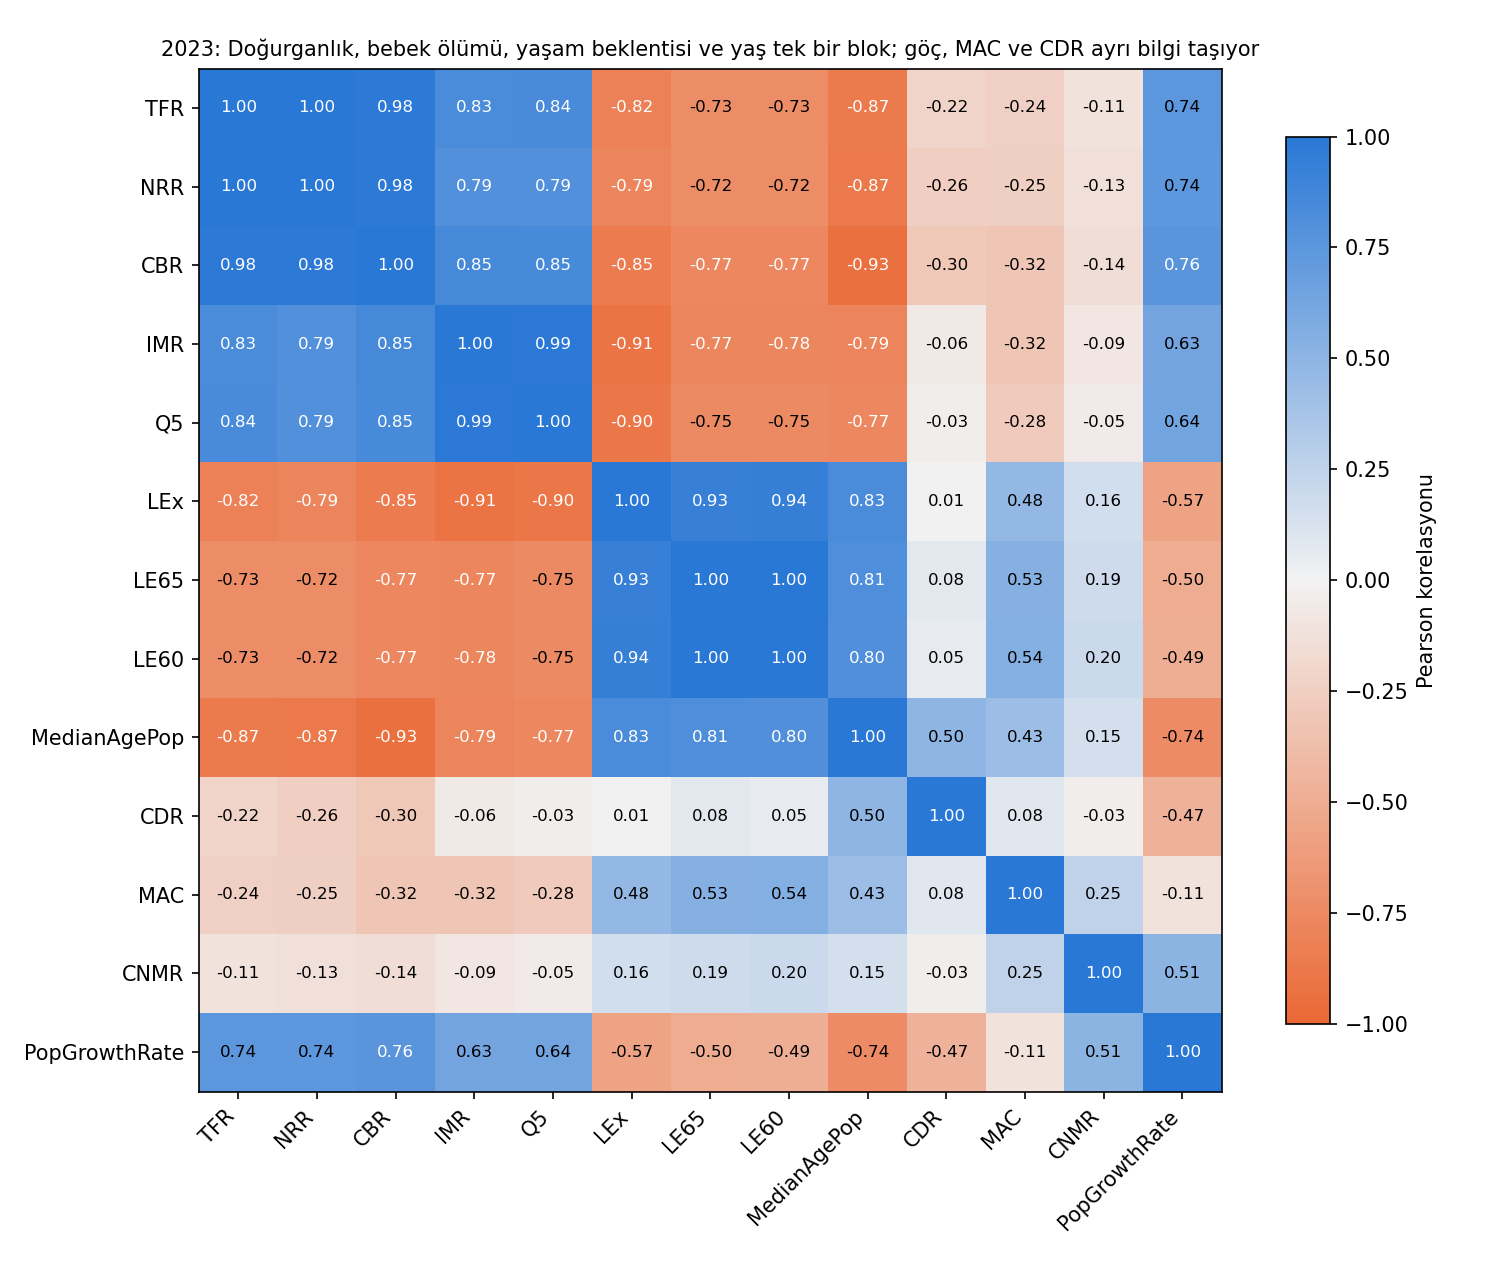 2023: Doğurganlık, bebek ölümü, yaşam beklentisi ve yaş tek bir blok; göç, MAC ve CDR ayrı bilgi taşıyor
TFR 1.00 1.00 0.98 0.83 0.84 -0.82 -0.73 -0.73 -0.87 -0.22 -0.24 -0.11 0.74
NRR 1.00 1.00 0.98 0.79 0.79 -0.79 -0.72 -0.72 -0.87 -0.26 -0.25 -0.13 0.74
CBR 0.98 0.98 1.00 0.85 0.85 -0.85 -0.77 -0.77 -0.93 -0.30 -0.32 -0.14 0.76
IMR 0.83 0.79 0.85 1.00 0.99 -0.91 -0.77 -0.78 -0.79 -0.06 -0.32 -0.09 0.63
Q5 0.84 0.79 0.85 0.99 1.00 -0.90 -0.75 -0.75 -0.77 -0.03 -0.28 -0.05 0.64
LEx -0.82 -0.79 -0.85 -0.91 -0.90 1.00 0.93 0.94 0.83 0.01 0.48 0.16 -0.57
LE65 -0.73 -0.72 -0.77 -0.77 -0.75 0.93 1.00 1.00 0.81 0.08 0.53 0.19 -0.50
LE60 -0.73 -0.72 -0.77 -0.78 -0.75 0.94 1.00 1.00 0.80 0.05 0.54 0.20 -0.49
MedianAgePop -0.87 -0.87 -0.93 -0.79 -0.77 0.83 0.81 0.80 1.00 0.50 0.43 0.15 -0.74
CDR -0.22 -0.26 -0.30 -0.06 -0.03 0.01 0.08 0.05 0.50 1.00 0.08 -0.03 -0.47
MAC -0.24 -0.25 -0.32 -0.32 -0.28 0.48 0.53 0.54 0.43 0.08 1.00 0.25 -0.11
CNMR -0.11 -0.13 -0.14 -0.09 -0.05 0.16 0.19 0.20 0.15 -0.03 0.25 1.00 0.51
PopGrowthRate 0.74 0.74 0.76 0.63 0.64 -0.57 -0.50 -0.49 -0.74 -0.47 -0.11 0.51 1.00
TFR NRR CBR IMR Q5 LEx LE65 LE60 MedianAgePop CDR MAC CNMR PopGrowthRate
1.00
0.75
0.50
0.25
0.00
−0.25
−0.50
−0.75
−1.00
Pearson korelasyonu